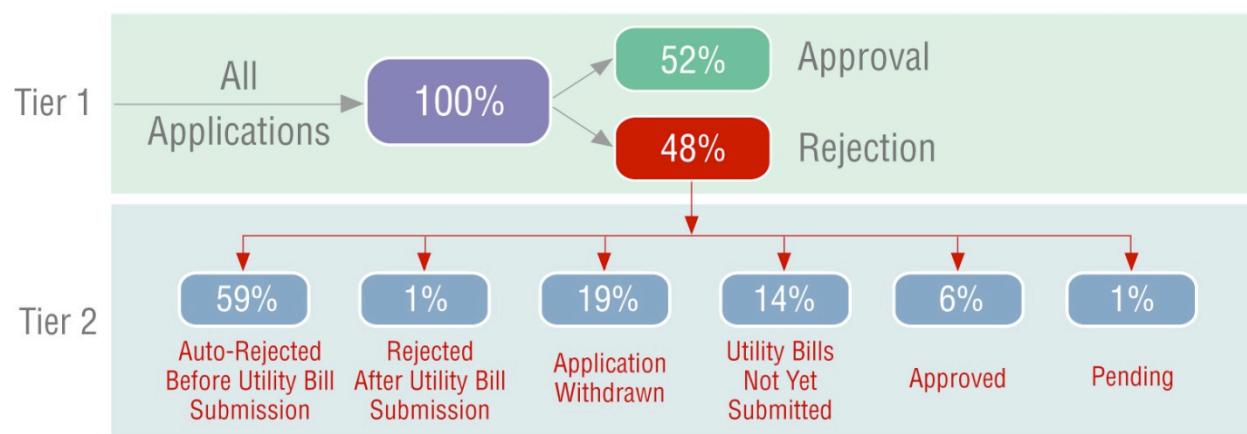 Tier 1
All
Applications
100%
52%
Approval
48%
Rejection
Tier 2
59%
1%
19%
14%
6%
1%
Auto-Rejected
Before Utility Bill
Submission
Rejected
After Utility Bill
Submission
Application
Withdrawn
Utility Bills
Not Yet
Submitted
Approved
Pending